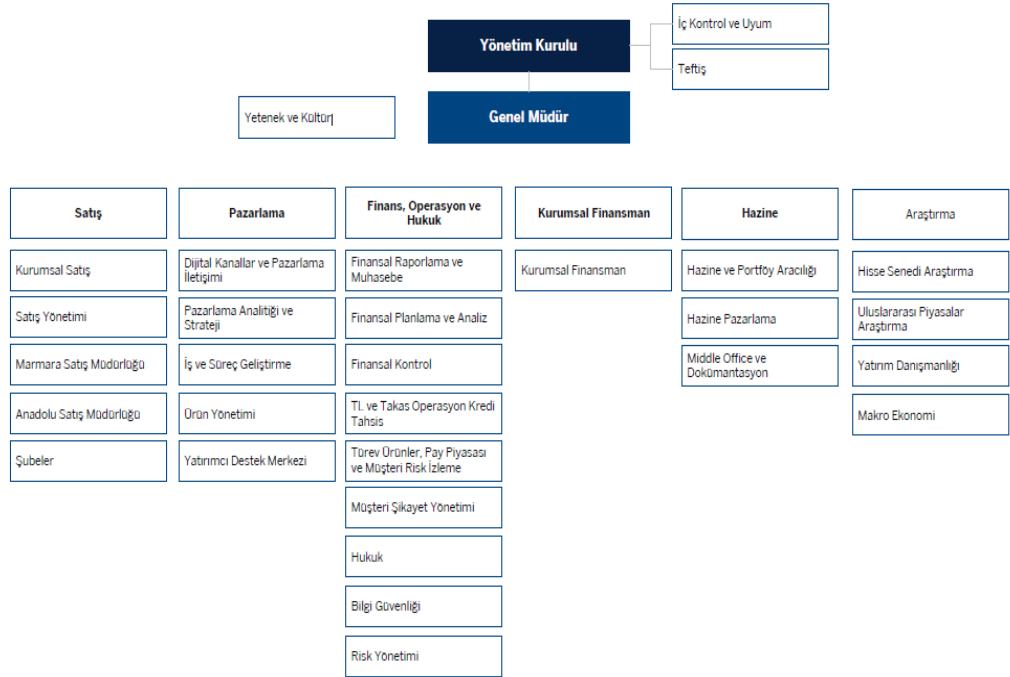 Yönetim Kurulu
İç Kontrol ve Uyum
Teftiş
Yetenek ve Kültür
Genel Müdür
Satış
Kurumsal Satış
Satış Yönetimi
Marmara Satış Müdürlüğü
Anadolu Satış Müdürlüğü
Şubeler
Pazarlama
Dijital Kanallar ve Pazarlama
İletişimi
Pazarlama Analitiği ve
Strateji
İş ve Süreç Geliştirme
Ürün Yönetimi
Yatırımcı Destek Merkezi
Finans, Operasyon ve
Hukuk
Finansal Raporlama ve
Muhasebe
Finansal Planlama ve Analiz
Finansal Kontrol
Tl. ve Takas Operasyon Kredi
Tahsis
Türev Ürünler, Pay Piyasası
ve Müşteri Risk İzleme
Müşteri Şikayet Yönetimi
Hukuk
Bilgi Güvenliği
Risk Yönetimi
Kurumsal Finansman
Kurumsal Finansman
Hazine
Hazine ve Portföy Aracılığı
Hazine Pazarlama
Middle Office ve
Dokümantasyon
Araştırma
Hisse Senedi Araştırma
Uluslararası Piyasalar
Araştırma
Yatırım Danışmanlığı
Makro Ekonomi